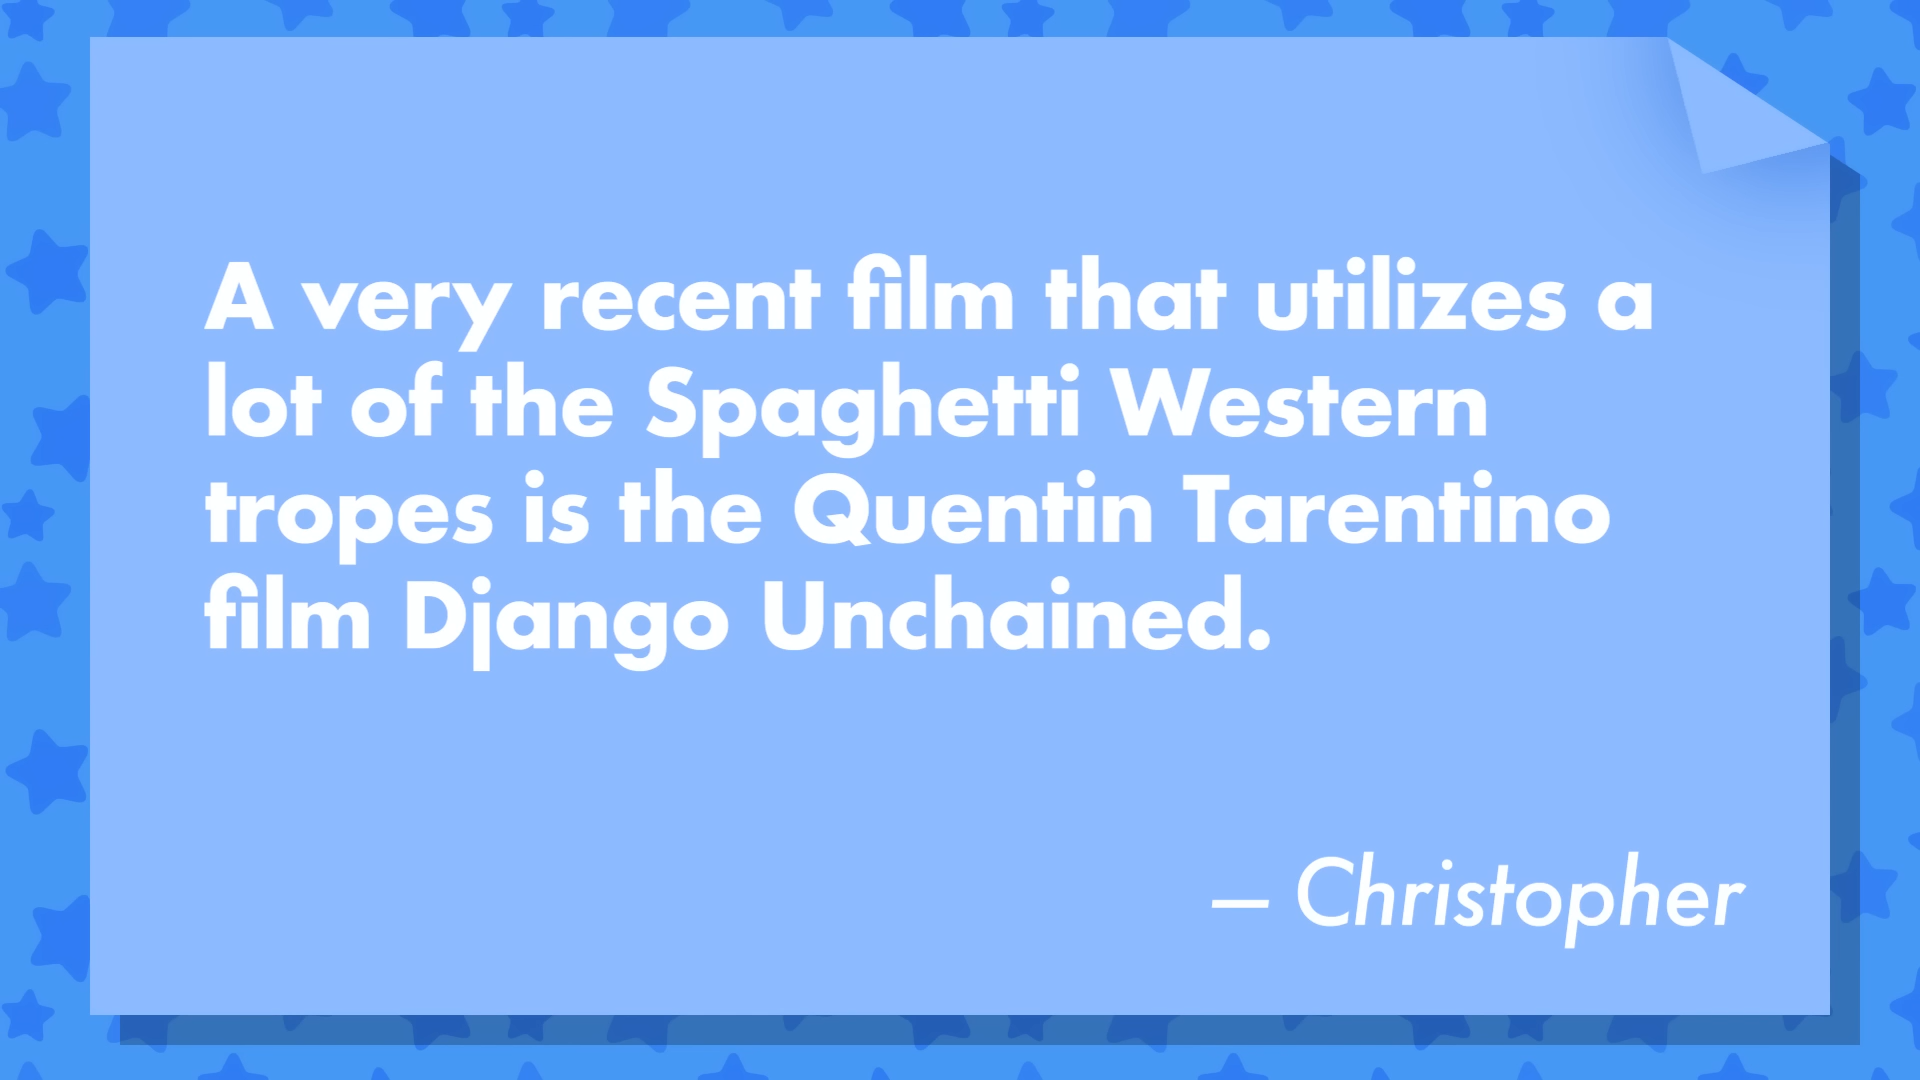 A very recent film that utilizes a
lot of the Spaghetti Western
tropes is the Quentin Tarentino
film Django Unchained.
– Christopher